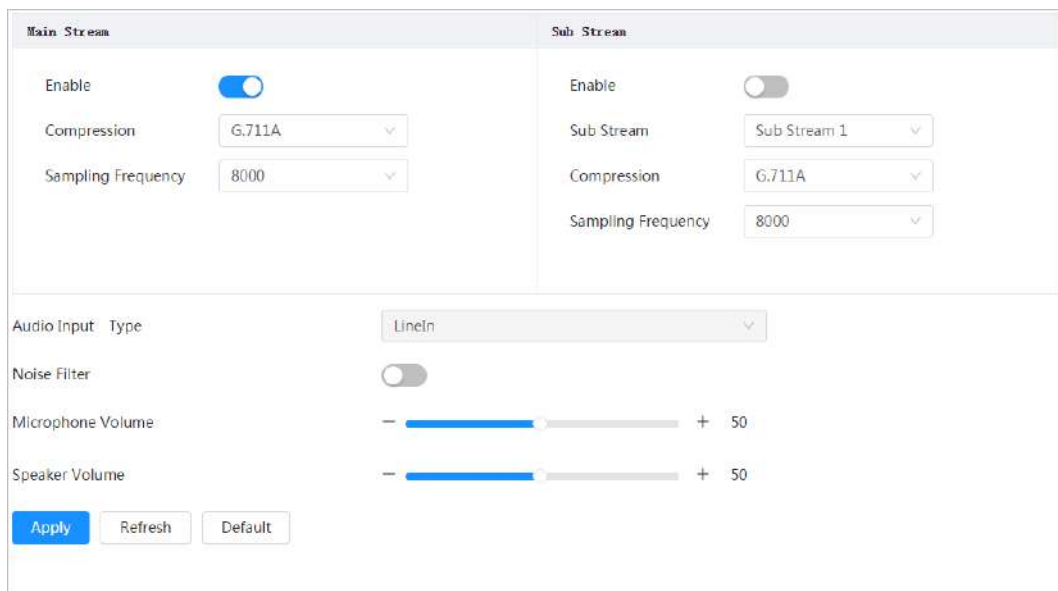 Main Stream
Sub Stream
Enable
Compression
G.711A
Sampling Frequency
8000
Enable
Sub Stream
Sub Stream 1
Compression
G.711A
Sampling Frequency
8000
Audio Input Type
LineIn
Noise Filter
Microphone Volume
− + 50
Speaker Volume
− + 50
Apply Refresh Default